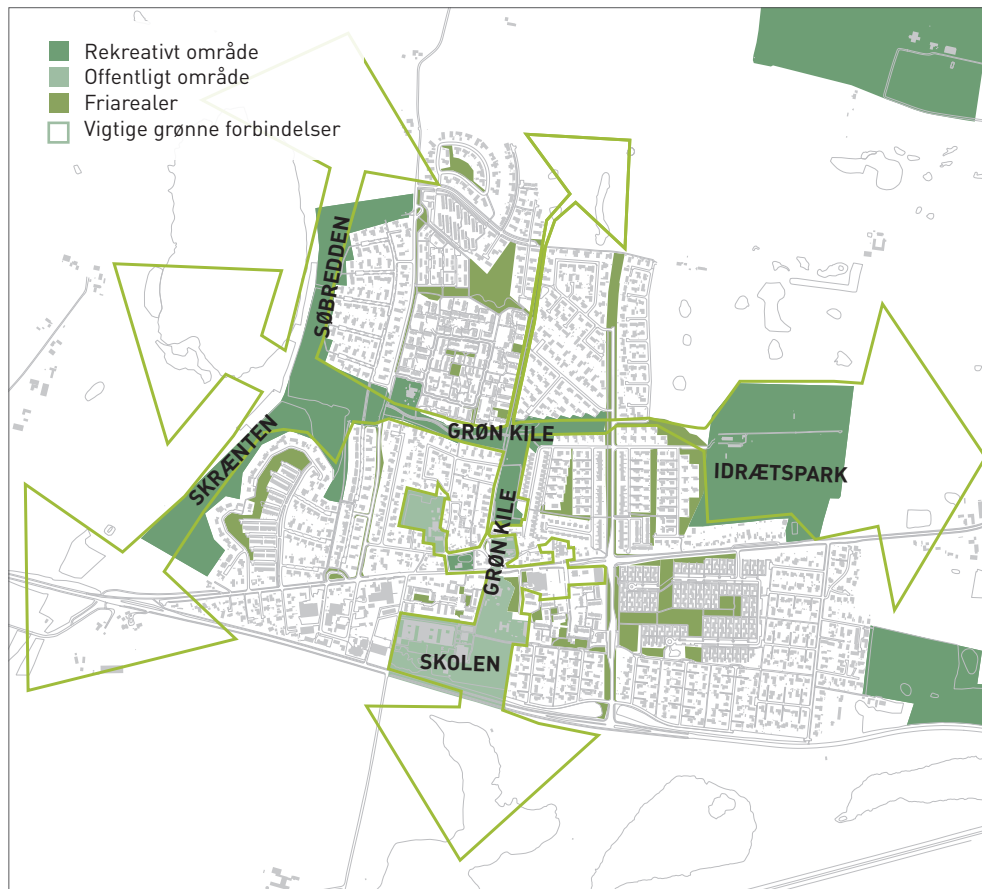 Rekreativt område
Offentligt område
Friarealer
Vigtige grønne forbindelser
SØBREDDEN
GRØN KILE
SKRÆNTEN
IDRÆTSPARK
GRØN KILE
SKOLEN